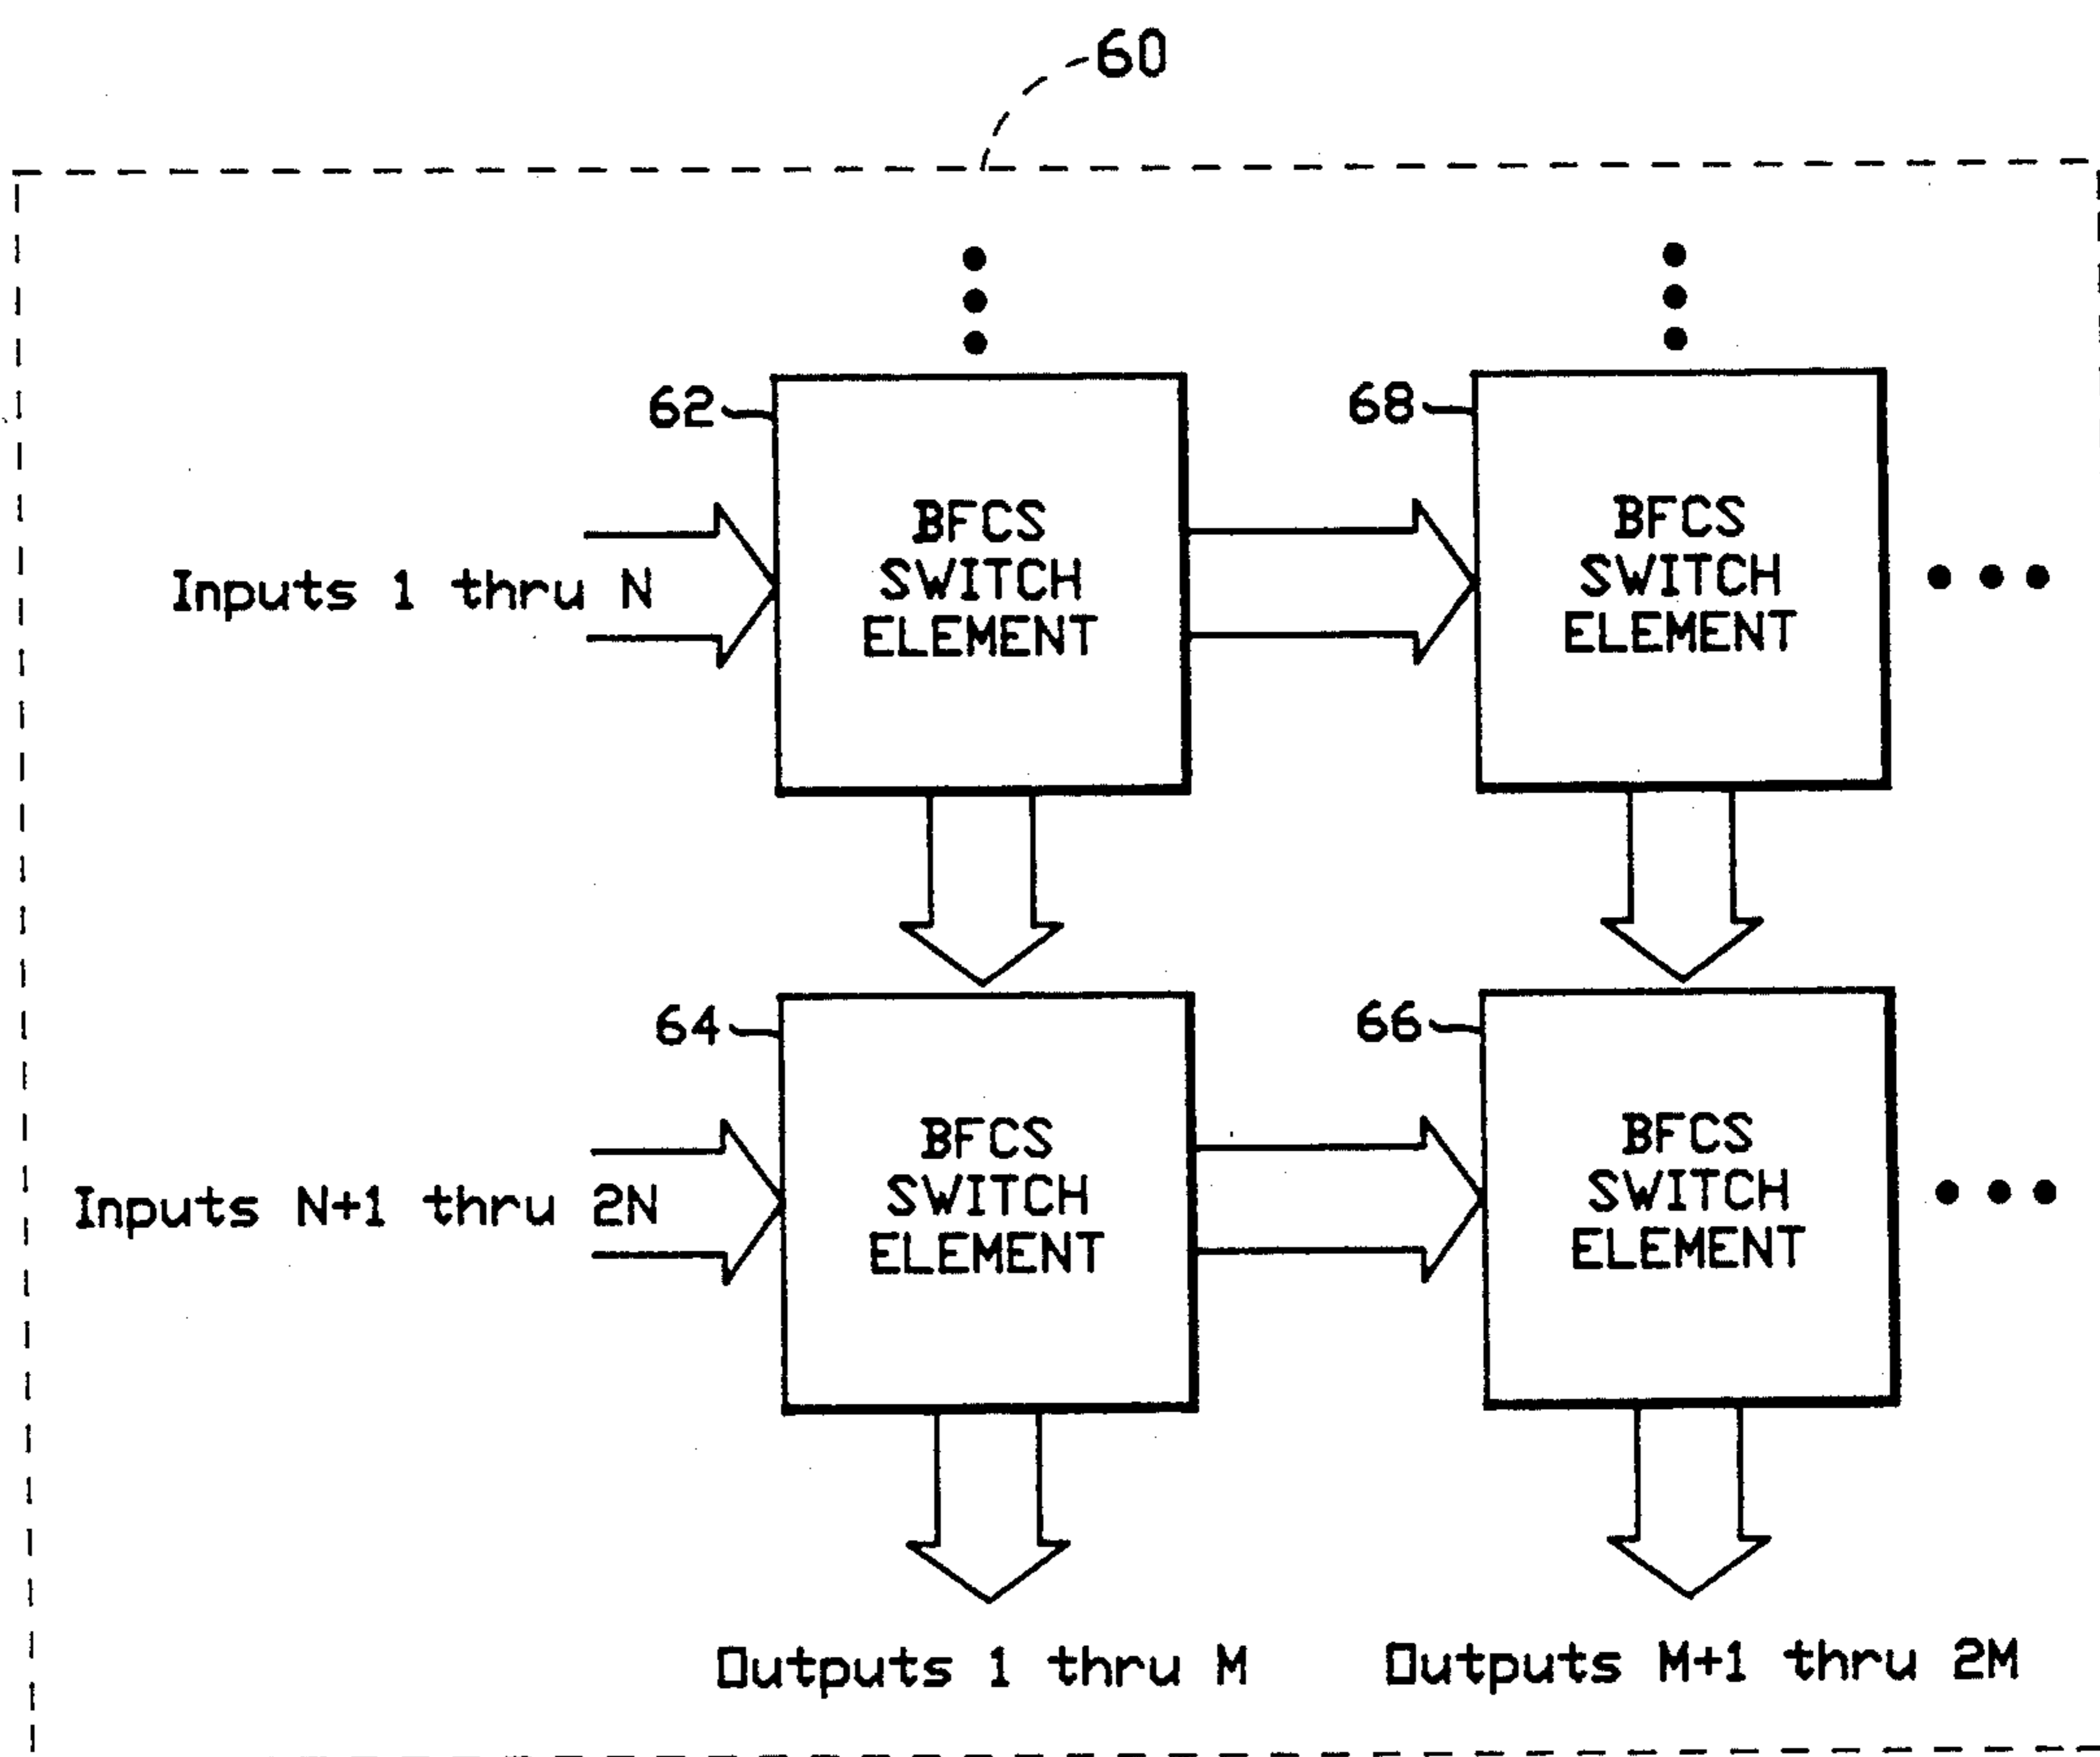 60
62
68
BFCS
SWITCH
ELEMENT
BFCS
SWITCH
ELEMENT
Inputs 1 thru N
64
66
BFCS
SWITCH
ELEMENT
BFCS
SWITCH
ELEMENT
Inputs N+1 thru 2N
Outputs 1 thru M
Outputs M+1 thru 2M